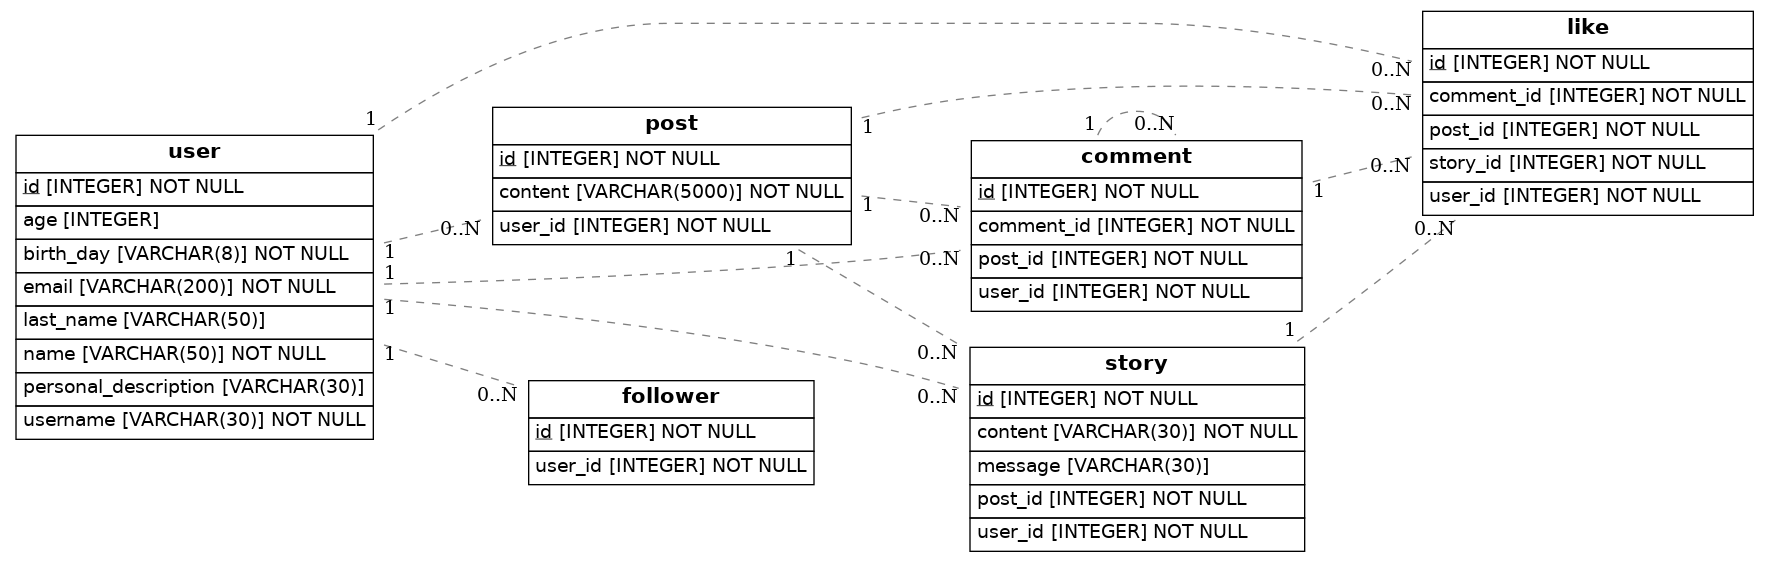 user
id [INTEGER] NOT NULL
age [INTEGER]
birth_day [VARCHAR(8)] NOT NULL
email [VARCHAR(200)] NOT NULL
last_name [VARCHAR(50)]
name [VARCHAR(50)] NOT NULL
personal_description [VARCHAR(30)]
username [VARCHAR(30)] NOT NULL
1
1
1
1
1
0..N
post
id [INTEGER] NOT NULL
content [VARCHAR(5000)] NOT NULL
user_id [INTEGER] NOT NULL
1
1
1
0..N
follower
id [INTEGER] NOT NULL
user_id [INTEGER] NOT NULL
1
0..N
0..N
0..N
comment
id [INTEGER] NOT NULL
comment_id [INTEGER] NOT NULL
post_id [INTEGER] NOT NULL
user_id [INTEGER] NOT NULL
1
0..N
0..N
1
story
id [INTEGER] NOT NULL
content [VARCHAR(30)] NOT NULL
message [VARCHAR(30)]
post_id [INTEGER] NOT NULL
user_id [INTEGER] NOT NULL
0..N
0..N
0..N
0..N
like
id [INTEGER] NOT NULL
comment_id [INTEGER] NOT NULL
post_id [INTEGER] NOT NULL
story_id [INTEGER] NOT NULL
user_id [INTEGER] NOT NULL